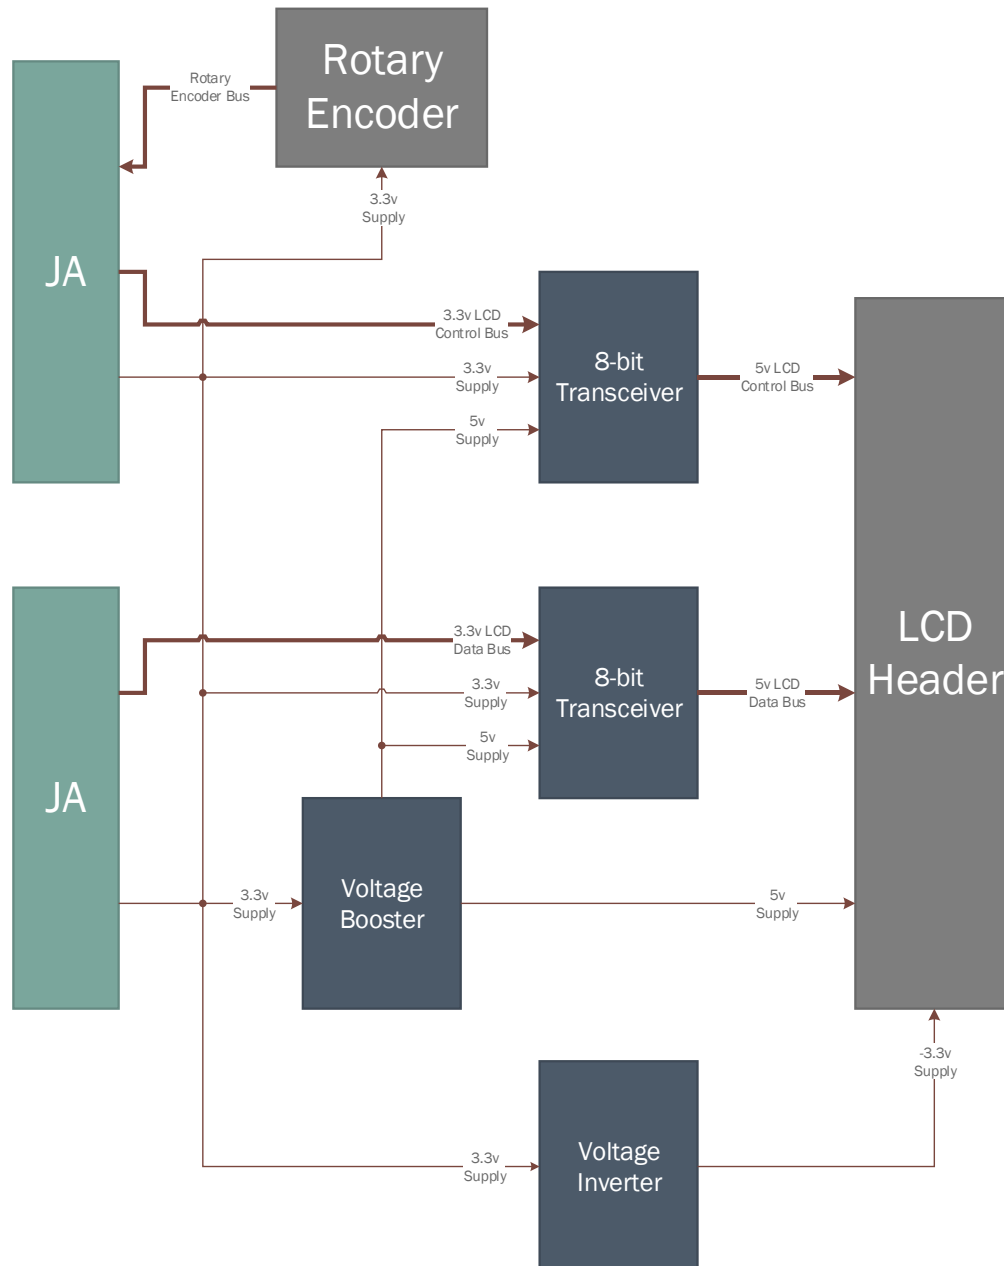 Rotary
Encoder
Rotary
Encoder Bus
3.3v
Supply
JA
3.3v LCD
Control Bus
8-bit
Transceiver
3.3v
Supply
5v LCD
Control Bus
5v
Supply
JA
3.3v LCD
Data Bus
8-bit
Transceiver
3.3v
Supply
5v LCD
Data Bus
5v
Supply
LCD
Header
3.3v
Supply
Voltage
Booster
5v
Supply
-3.3v
Supply
3.3v
Supply
Voltage
Inverter